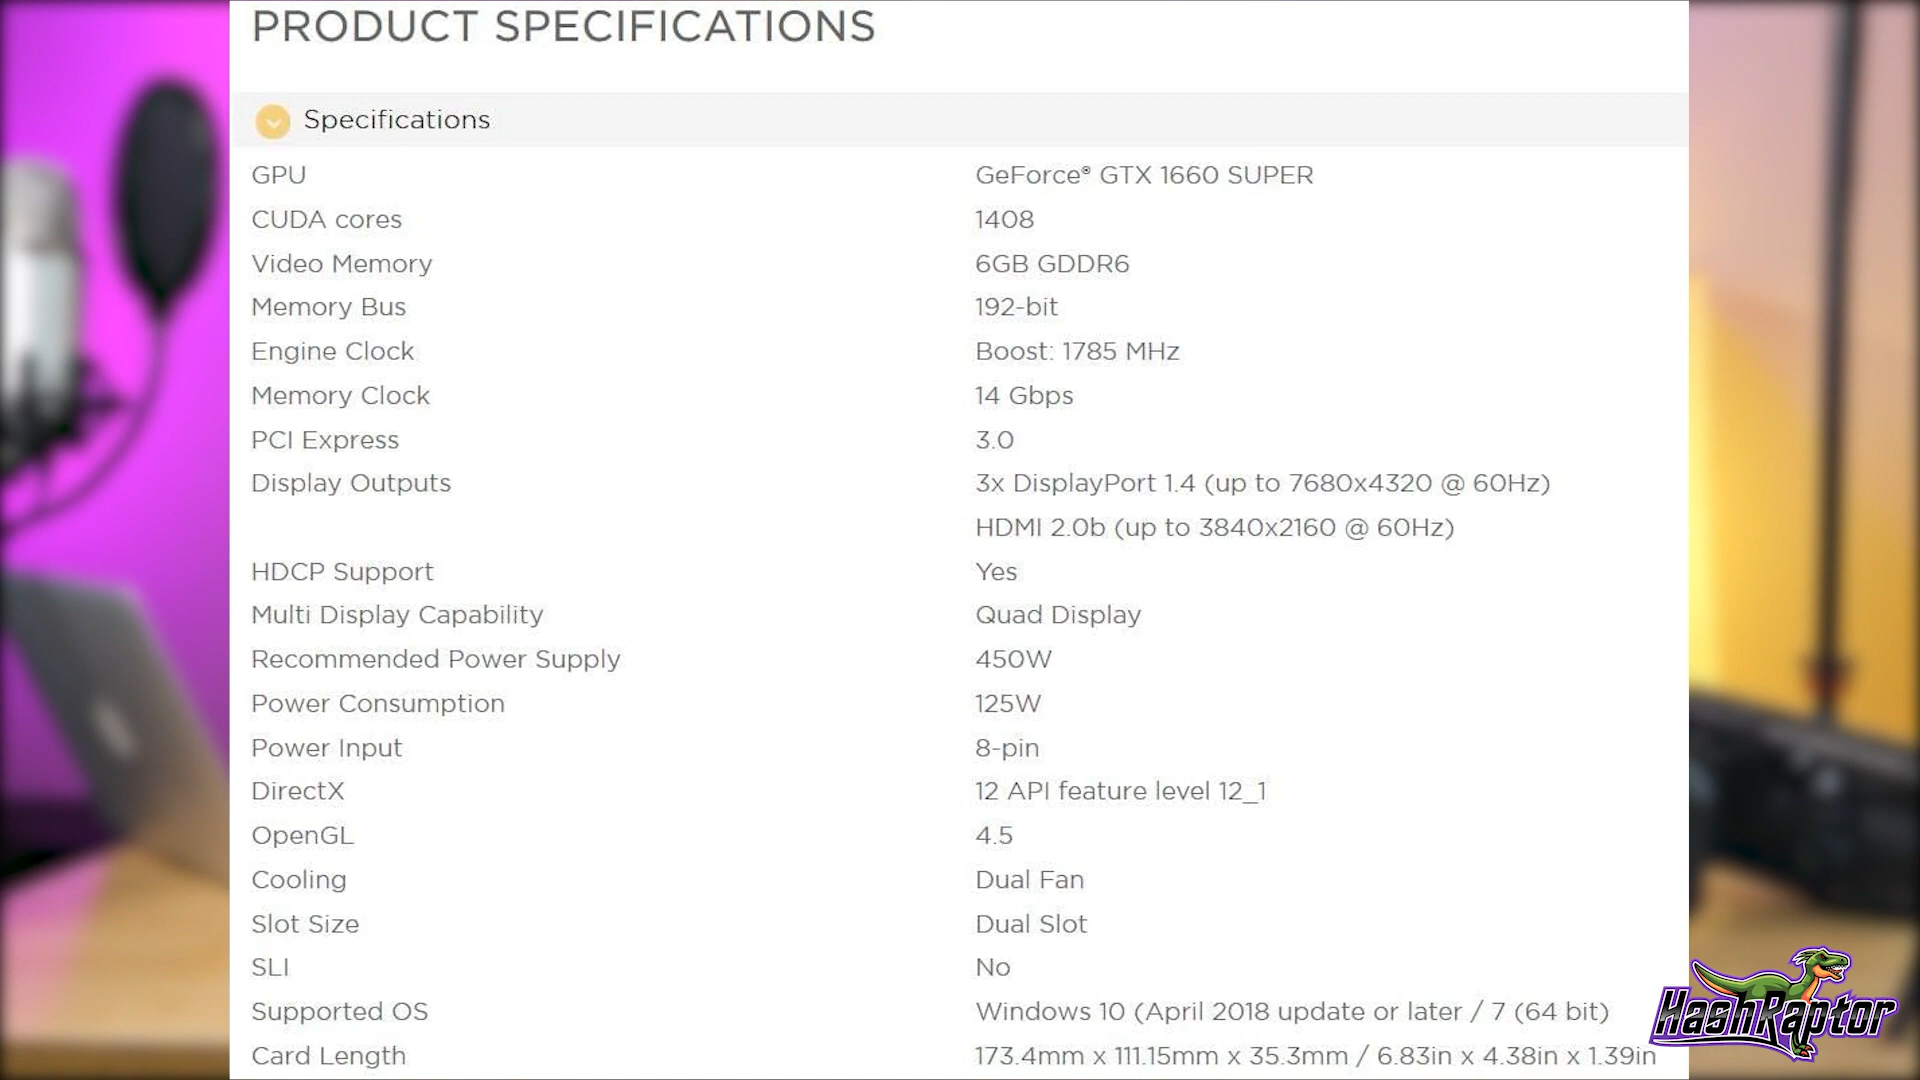 PRODUCT SPECIFICATIONS
Specifications
GPU GeForce® GTX 1660 SUPER
CUDA cores 1408
Video Memory 6GB GDDR6
Memory Bus 192-bit
Engine Clock Boost: 1785 MHz
Memory Clock 14 Gbps
PCI Express 3.0
Display Outputs 3x DisplayPort 1.4 (up to 7680x4320 @ 60Hz)
HDMI 2.0b (up to 3840x2160 @ 60Hz)
HDCP Support Yes
Multi Display Capability Quad Display
Recommended Power Supply 450W
Power Consumption 125W
Power Input 8-pin
DirectX 12 API feature level 12_1
OpenGL 4.5
Cooling Dual Fan
Slot Size Dual Slot
SLI No
Supported OS Windows 10 (April 2018 update or later / 7 (64 bit)
Card Length 173.4mm x 111.15mm x 35.3mm / 6.83in x 4.38in x 1.39in
HashRaptor